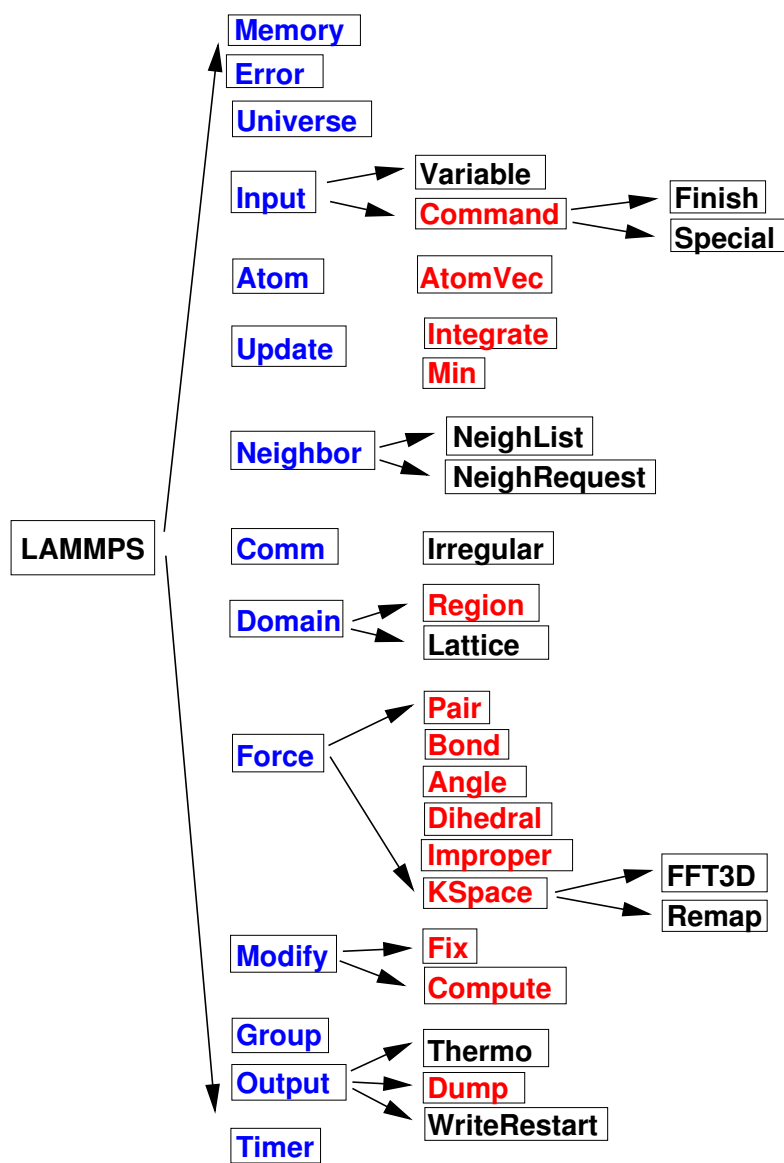 Memory
Error
Universe
Input
Variable
Command
Finish
Special
Atom
AtomVec
Update
Integrate
Min
Neighbor
NeighList
NeighRequest
LAMMPS
Comm
Irregular
Domain
Region
Lattice
Force
Pair
Bond
Angle
Dihedral
Improper
KSpace
FFT3D
Remap
Modify
Fix
Compute
Group
Output
Thermo
Dump
WriteRestart
Timer